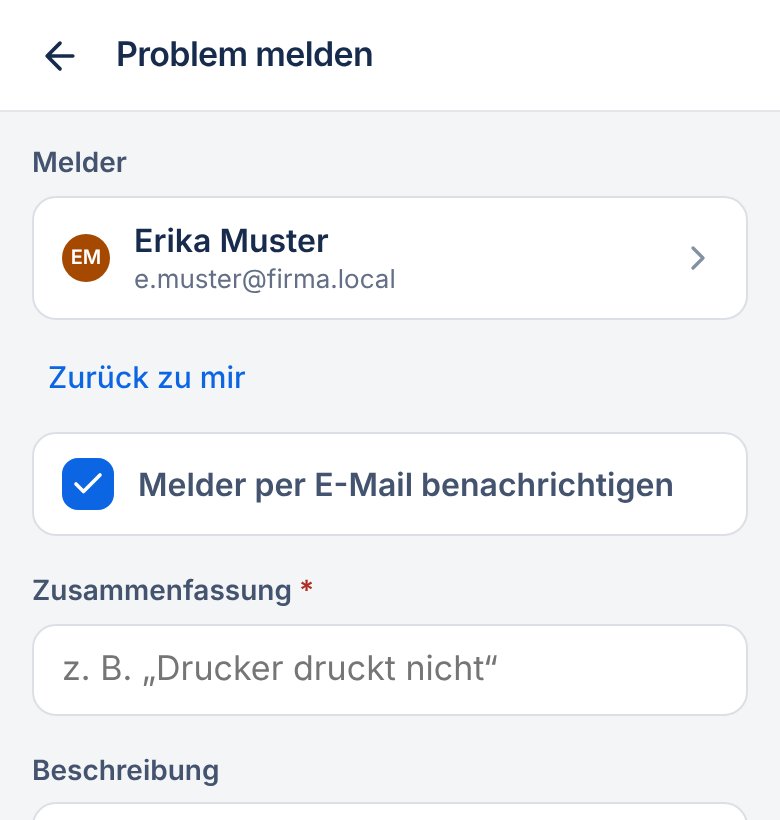 Problem melden
Melder
EM
Erika Muster
e.muster@firma.local
Zurück zu mir
Melder per E-Mail benachrichtigen
Zusammenfassung *
z. B. „Drucker druckt nicht“
Beschreibung